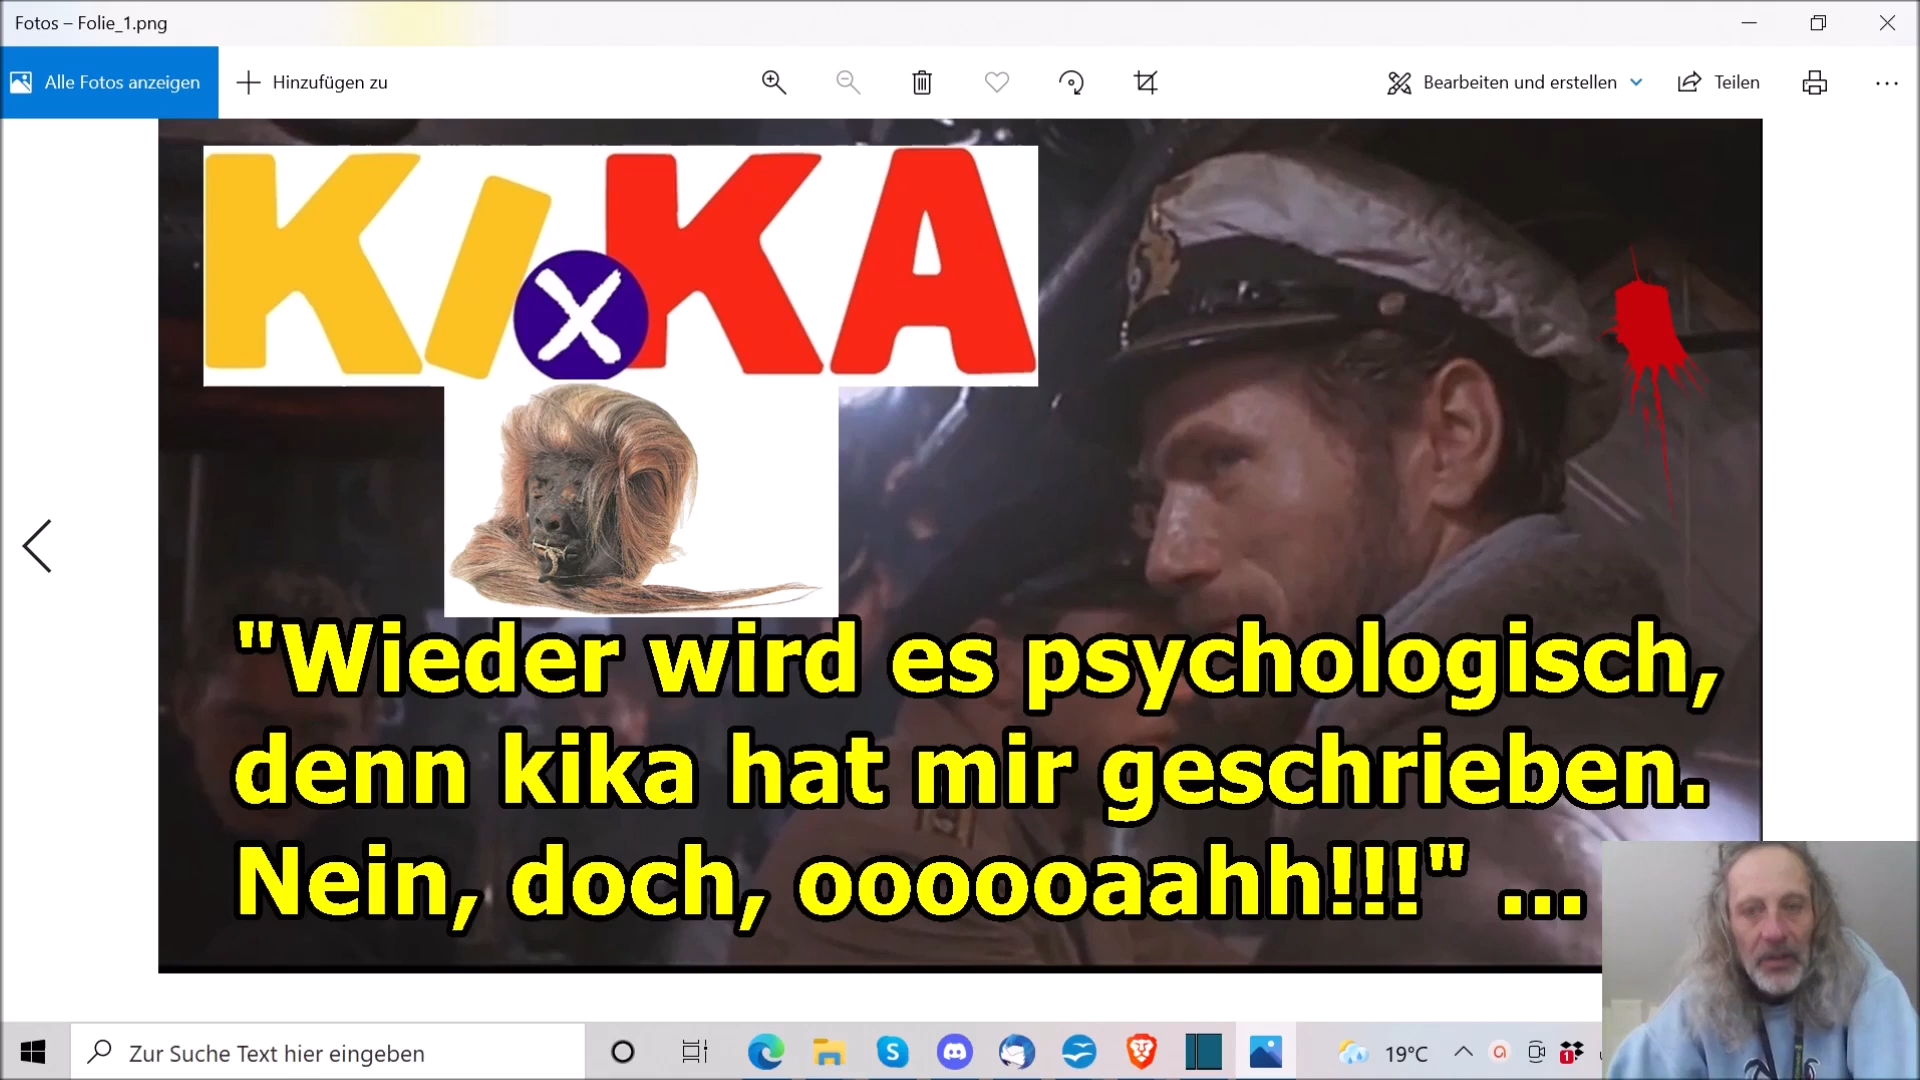 Fotos – Folie_1.png
Alle Fotos anzeigen
Hinzufügen zu
Bearbeiten und erstellen
Teilen
KiKA
X
"Wieder wird es psychologisch,
denn kika hat mir geschrieben.
Nein, doch, oooooaahh!!!" ...
Zur Suche Text hier eingeben
19°C
1